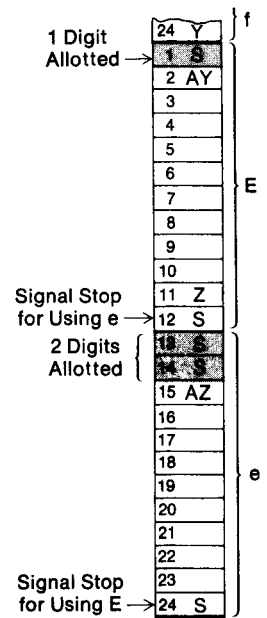 24 Y f
1 Digit
Allotted
1 S
2 AY
3
4
5
6
E
7
8
9
10
Signal Stop
for Using e
11 Z
12 S
2 Digits
Allotted
13 S
14 S
15 AZ
16
17
18
e
19
20
21
22
23
Signal Stop
for Using E
24 S